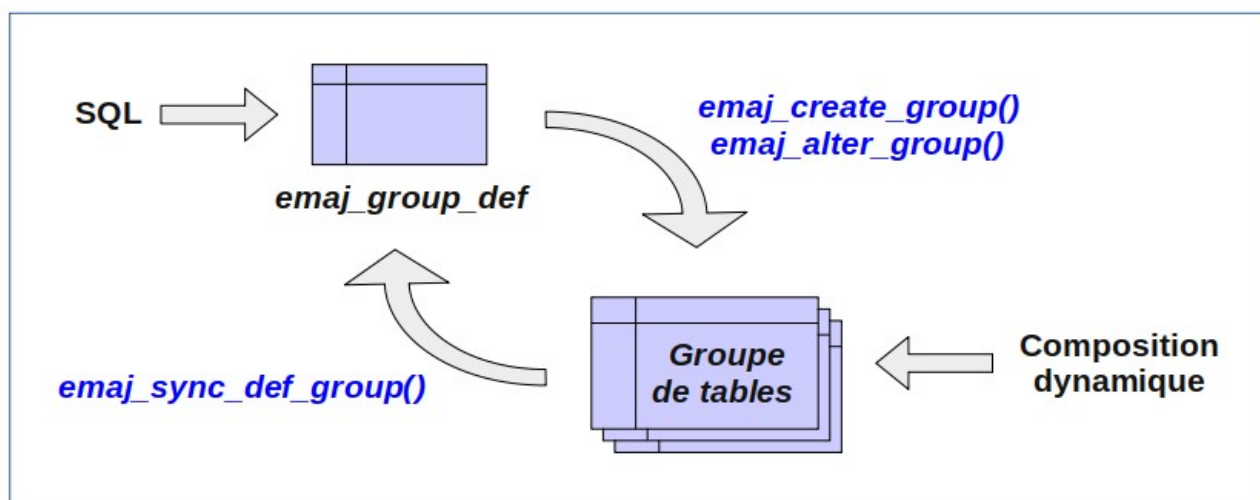 SQL
emaj_group_def
emaj_create_group()
emaj_alter_group()
emaj_sync_def_group()
Groupe
de tables
Composition
dynamique